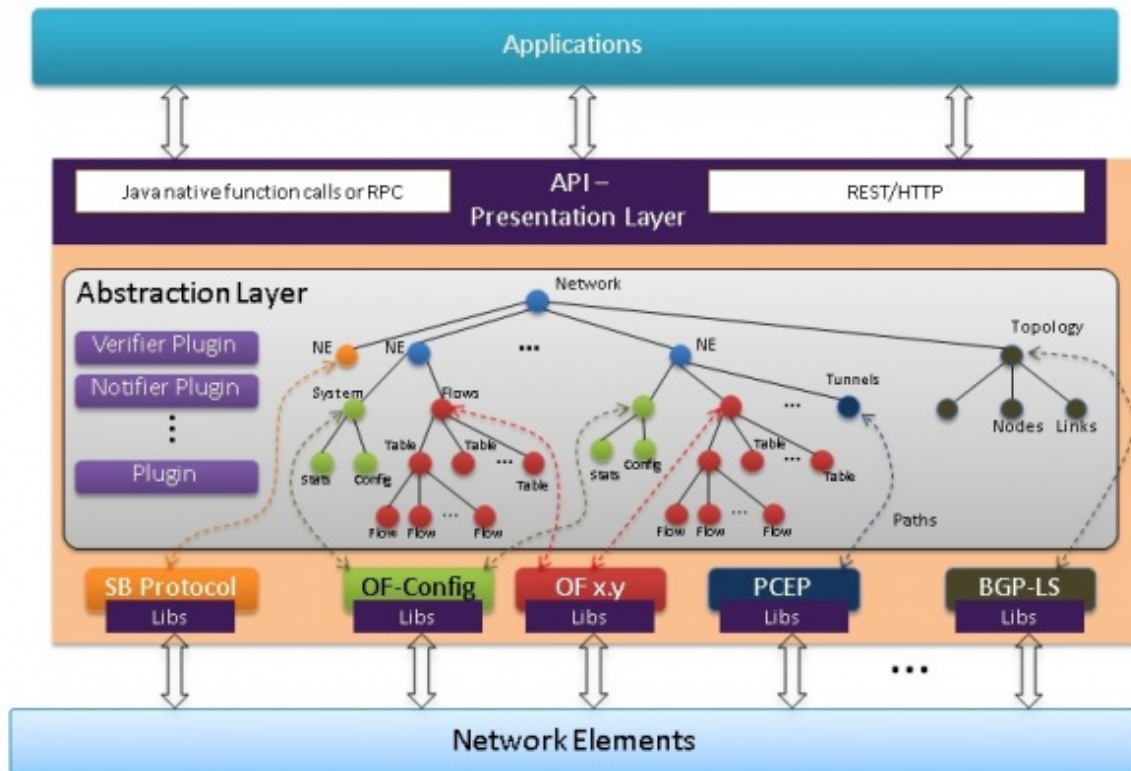 Applications
Java native function calls or RPC
API –
Presentation Layer
REST/HTTP
Abstraction Layer
Network
Topology
Verifier Plugin
NE
NE
...
NE
Notifier Plugin
System
Flows
Tunnels
...
Nodes
Links
Table
Table
...
Table
Table
Table
...
Table
Plugin
Stats
Config
Stats
Config
Flow
Flow
...
Flow
Flow
Flow
...
Flow
Paths
SB Protocol
Libs
OF-Config
Libs
OF x.y
Libs
PCEP
Libs
BGP-LS
Libs
...
Network Elements